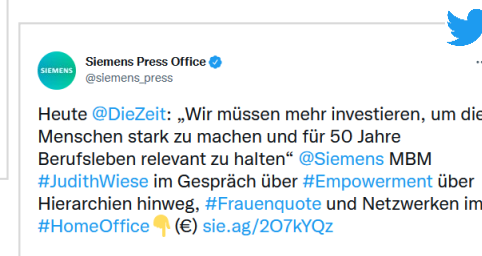 SIEMENS
Siemens Press Office
@siemens_press
Heute @DieZeit: „Wir müssen mehr investieren, um die
Menschen stark zu machen und für 50 Jahre
Berufsleben relevant zu halten“ @Siemens MBM
#JudithWiese im Gespräch über #Empowerment über
Hierarchien hinweg, #Frauenquote und Netzwerken im
#HomeOffice👇(€) sie.ag/2O7kYQz